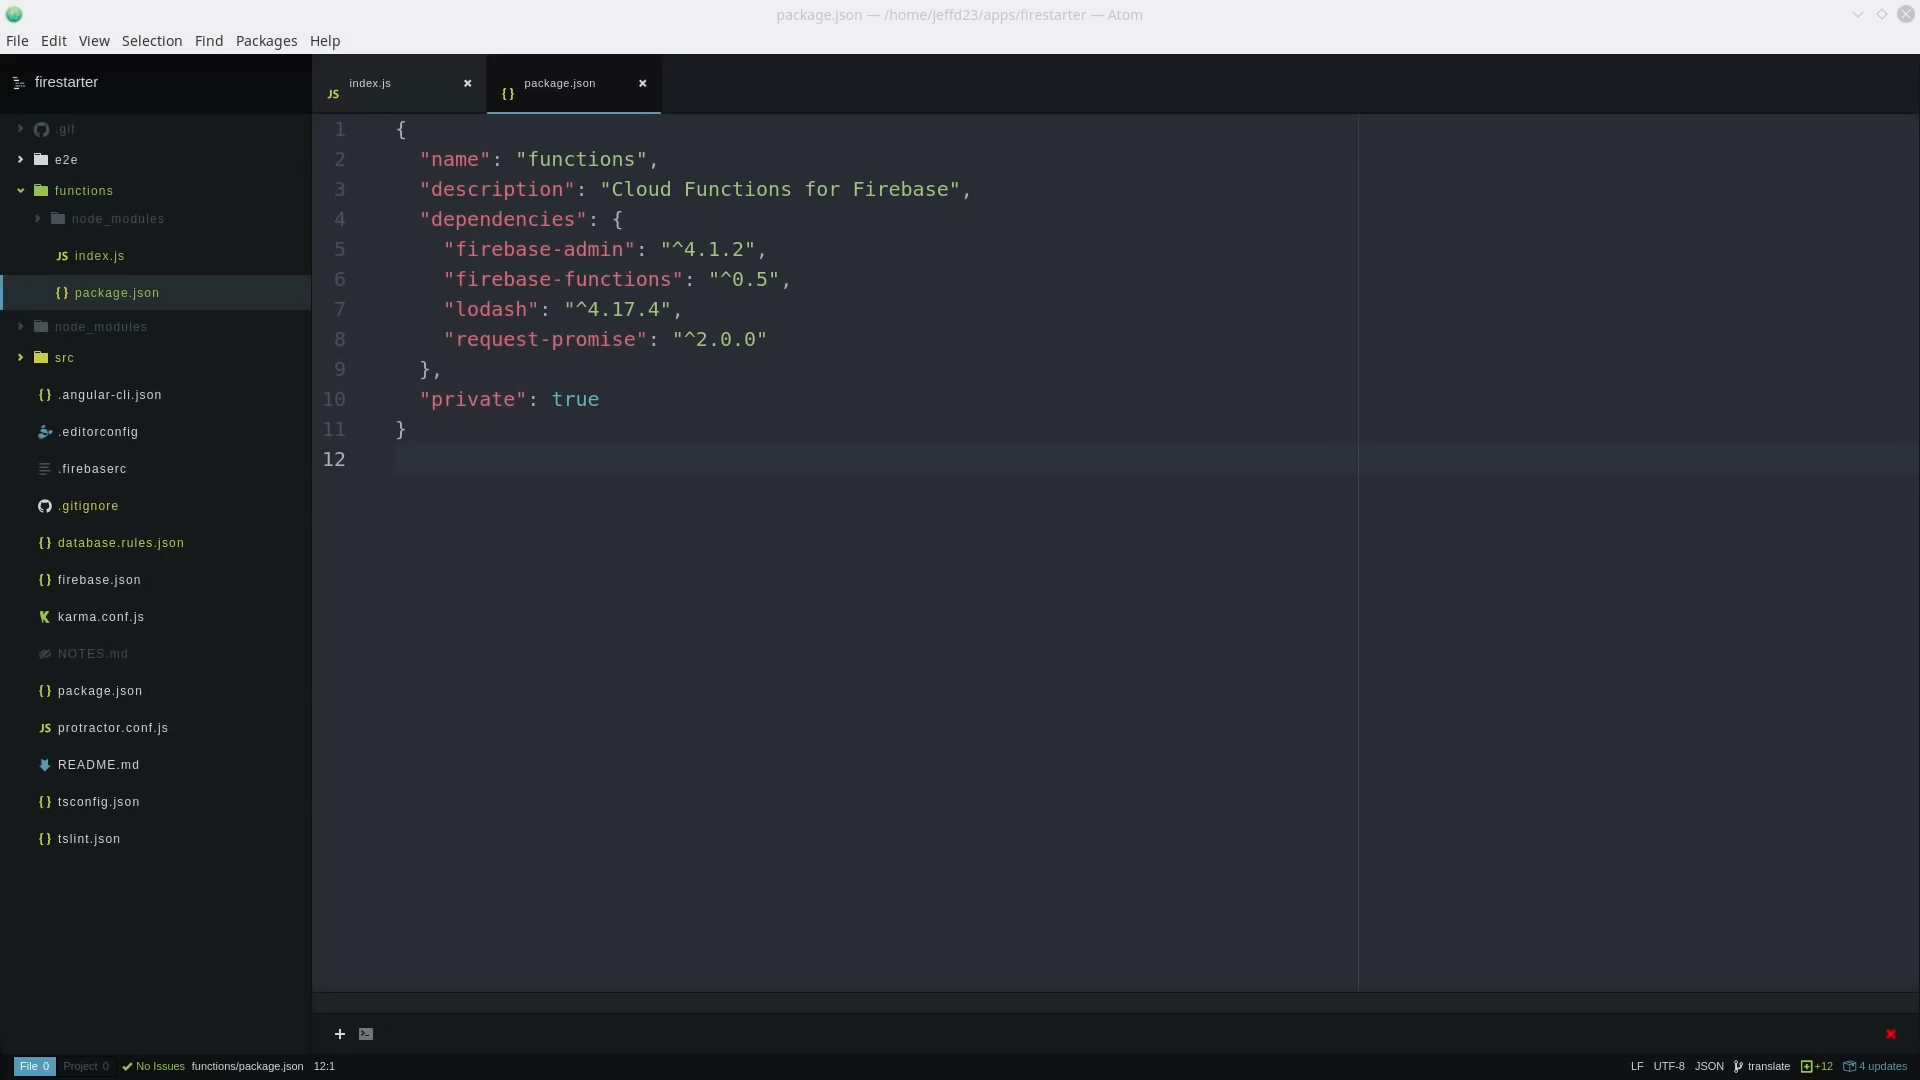 package.json — /home/jeffd23/apps/firestarter — Atom
File Edit View Selection Find Packages Help
firestarter
JS index.js
{} package.json
.git
e2e
functions
node_modules
JS index.js
{} package.json
node_modules
src
{} .angular-cli.json
.editorconfig
.firebaserc
.gitignore
{} database.rules.json
{} firebase.json
karma.conf.js
NOTES.md
{} package.json
JS protractor.conf.js
README.md
{} tsconfig.json
{} tslint.json
1 {
2 "name": "functions",
3 "description": "Cloud Functions for Firebase",
4 "dependencies": {
5 "firebase-admin": "^4.1.2",
6 "firebase-functions": "^0.5",
7 "lodash": "^4.17.4",
8 "request-promise": "^2.0.0"
9 },
10 "private": true
11 }
12
File 0 Project 0 No Issues functions/package.json 12:1 LF UTF-8 JSON translate +12 4 updates